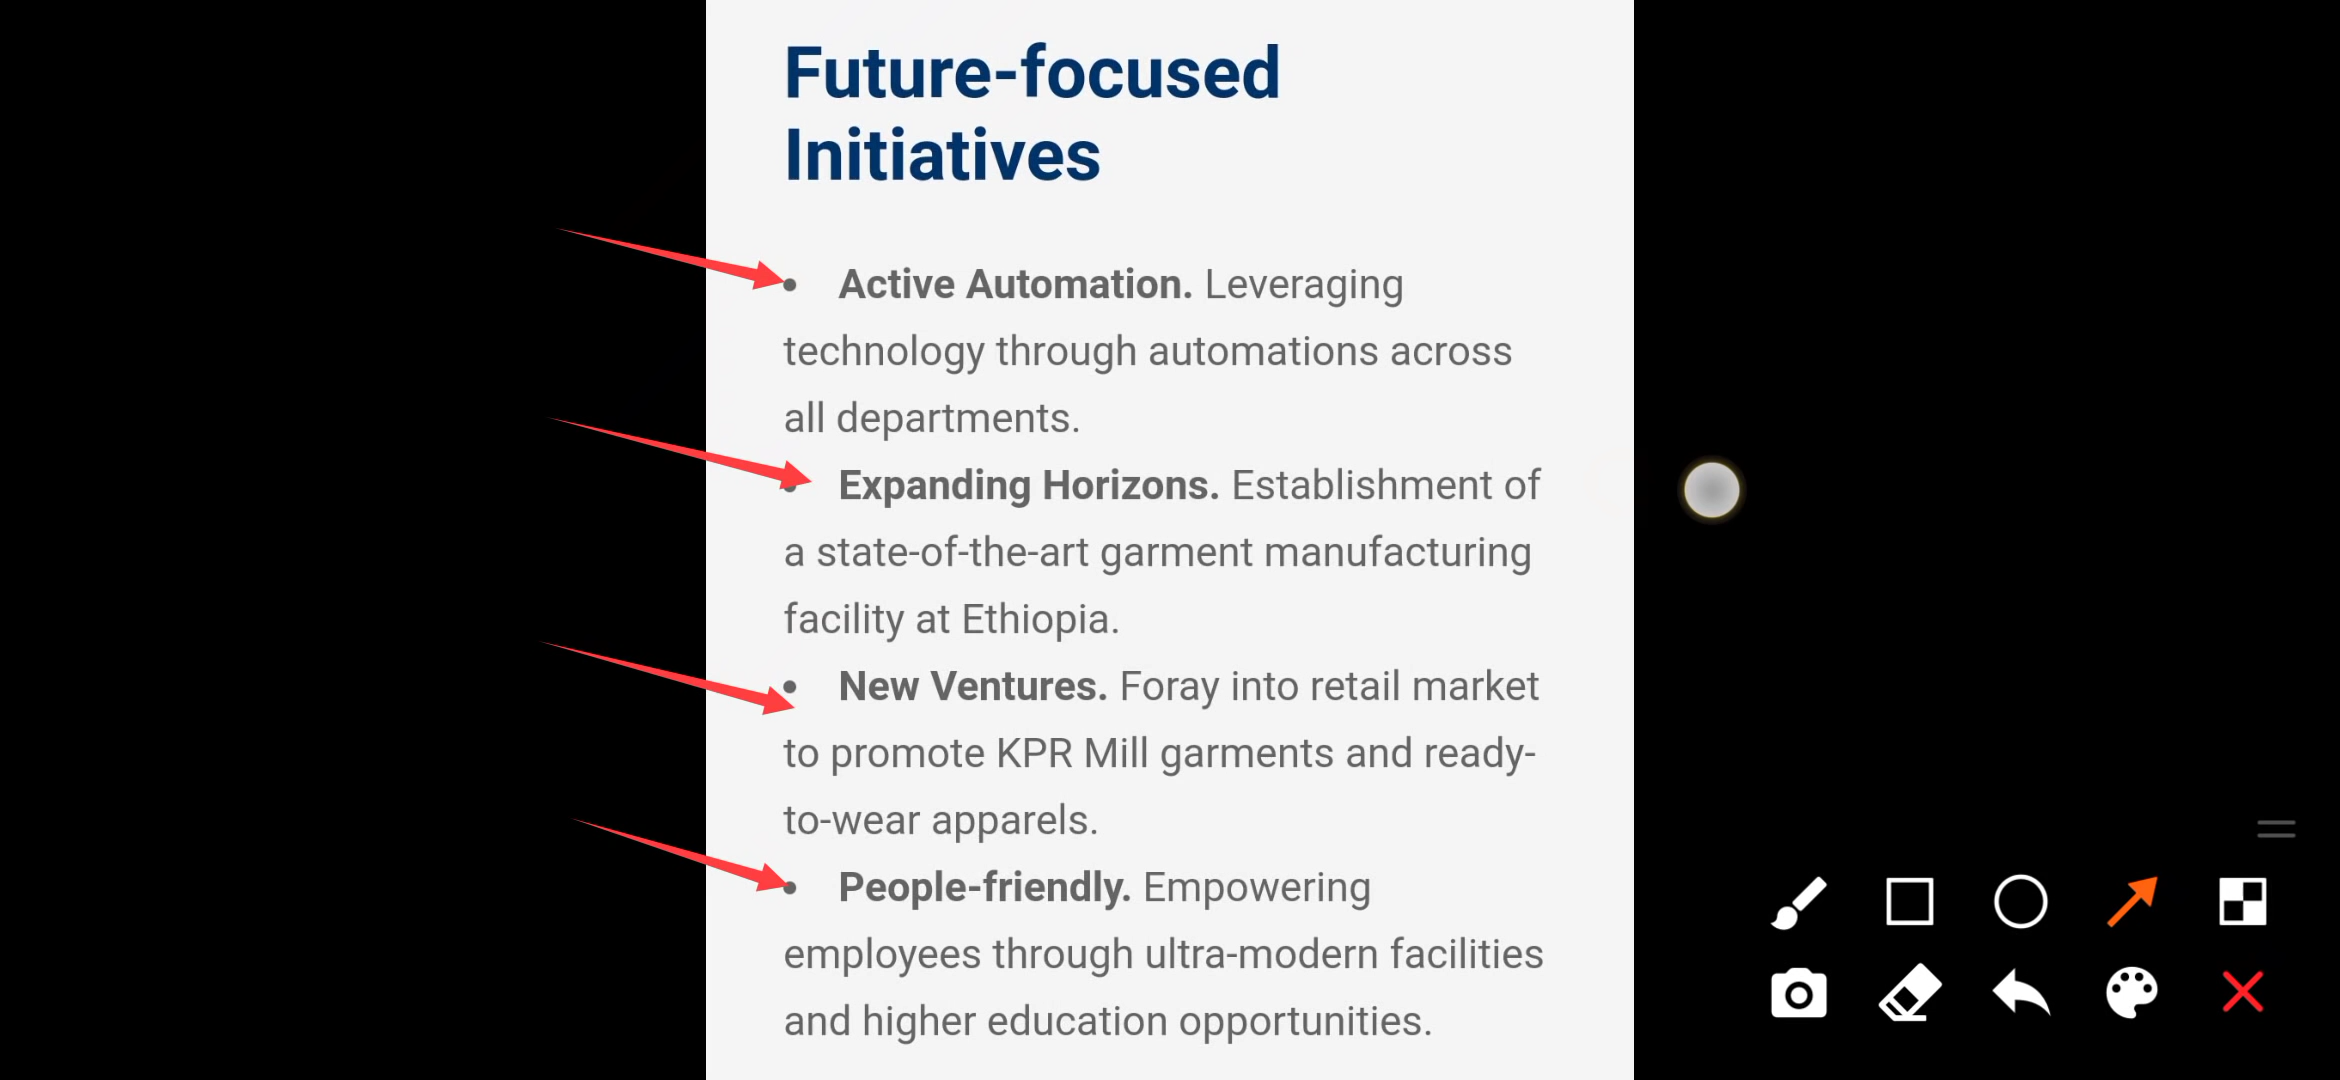 Future-focused
Initiatives
• Active Automation. Leveraging
technology through automations across
all departments.
• Expanding Horizons. Establishment of
a state-of-the-art garment manufacturing
facility at Ethiopia.
• New Ventures. Foray into retail market
to promote KPR Mill garments and ready-
to-wear apparels.
• People-friendly. Empowering
employees through ultra-modern facilities
and higher education opportunities.